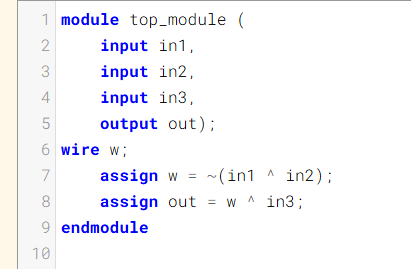 1 module top_module (
2     input in1,
3     input in2,
4     input in3,
5     output out);
6 wire w;
7     assign w = ~(in1 ^ in2);
8     assign out = w ^ in3;
9 endmodule
10